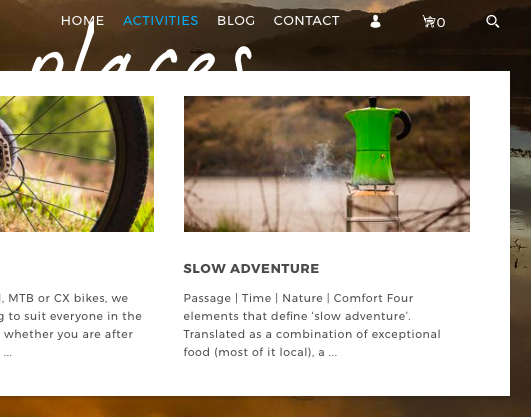 HOME ACTIVITIES BLOG CONTACT 0
places
SLOW ADVENTURE
, MTB or CX bikes, we
g to suit everyone in the
whether you are after
...
Passage | Time | Nature | Comfort Four
elements that define ‘slow adventure’.
Translated as a combination of exceptional
food (most of it local), a ...